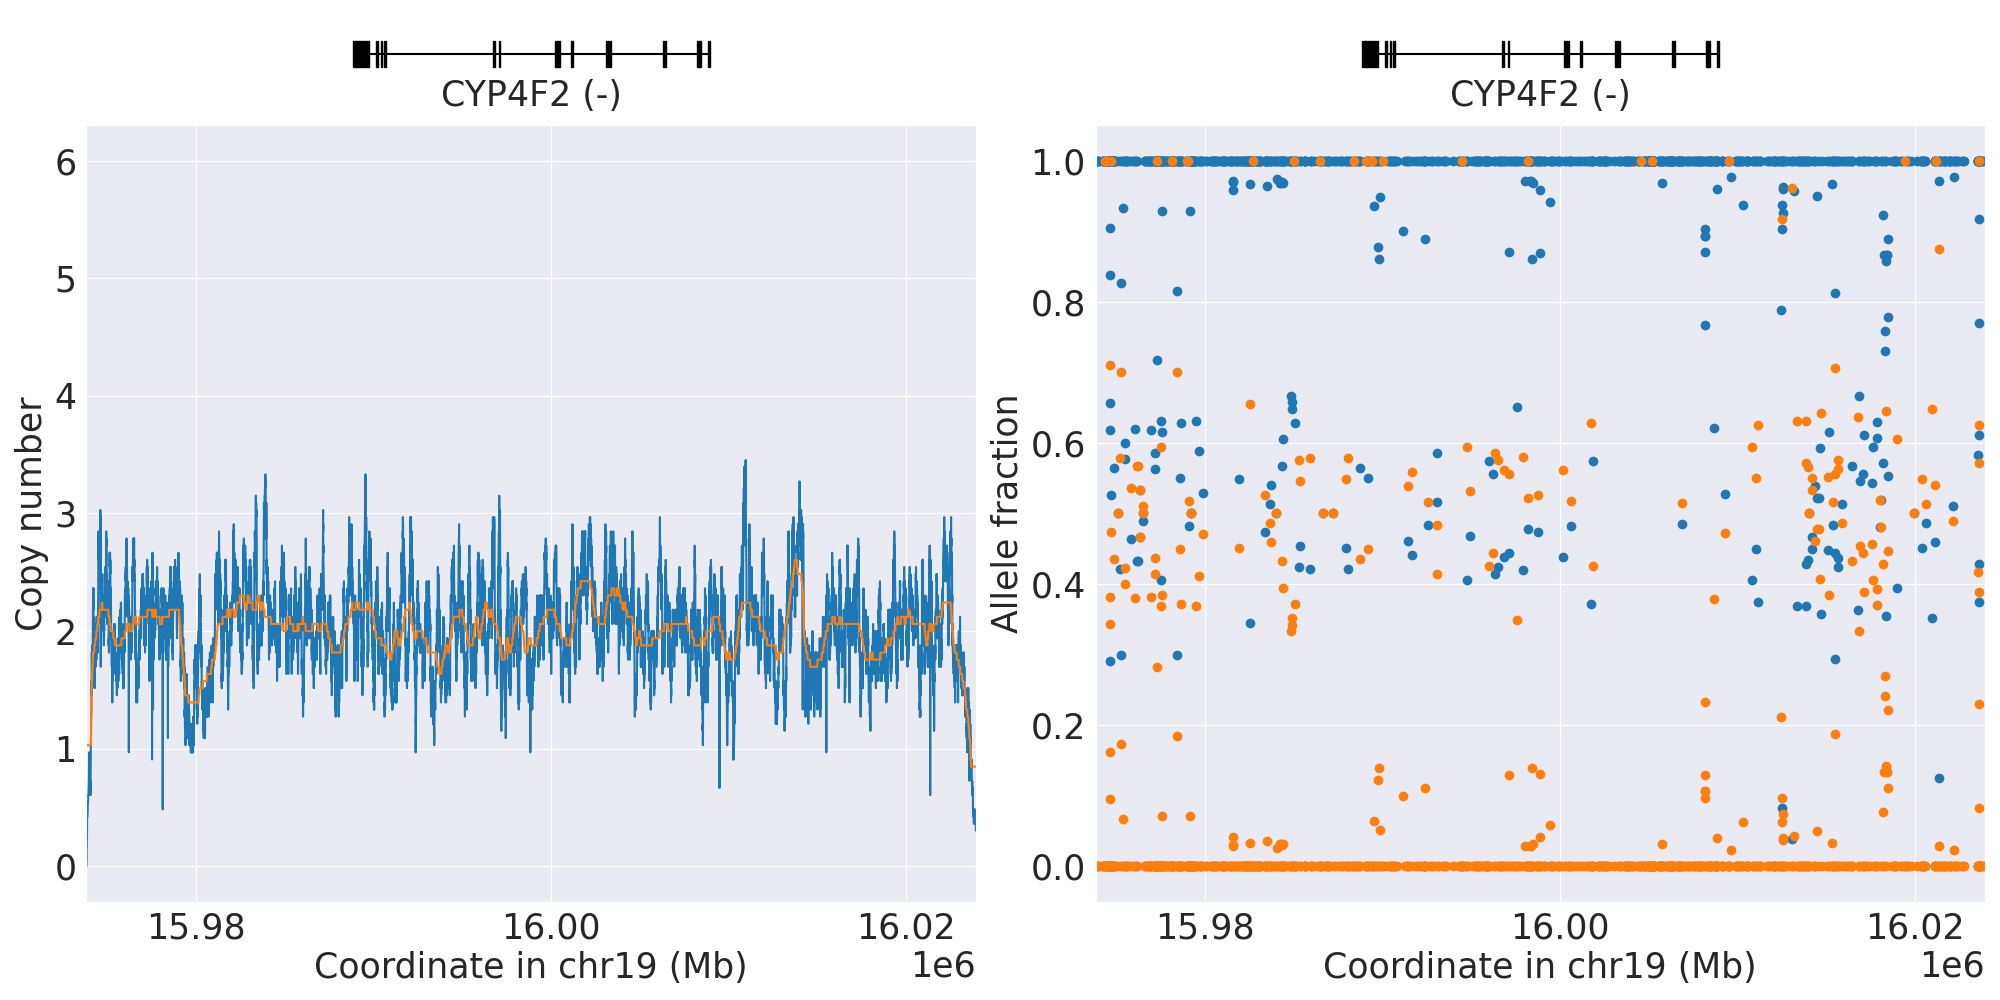 CYP4F2 (-)
6
5
4
3
2
1
0
Copy number
15.98
16.00
16.02
Coordinate in chr19 (Mb)
1e6
CYP4F2 (-)
1.0
0.8
0.6
0.4
0.2
0.0
Allele fraction
15.98
16.00
16.02
Coordinate in chr19 (Mb)
1e6